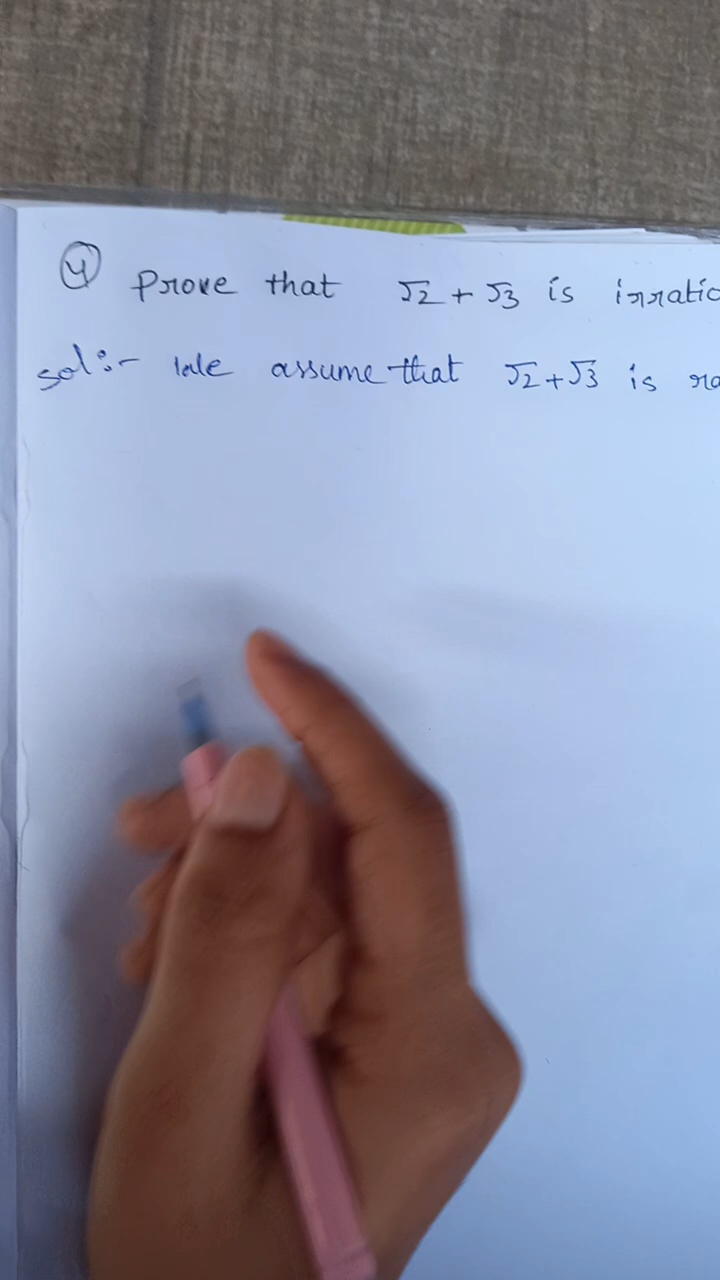 ④ Prove that √2 + √3 is irratio
sol:- We assume that √2 + √3 is ra